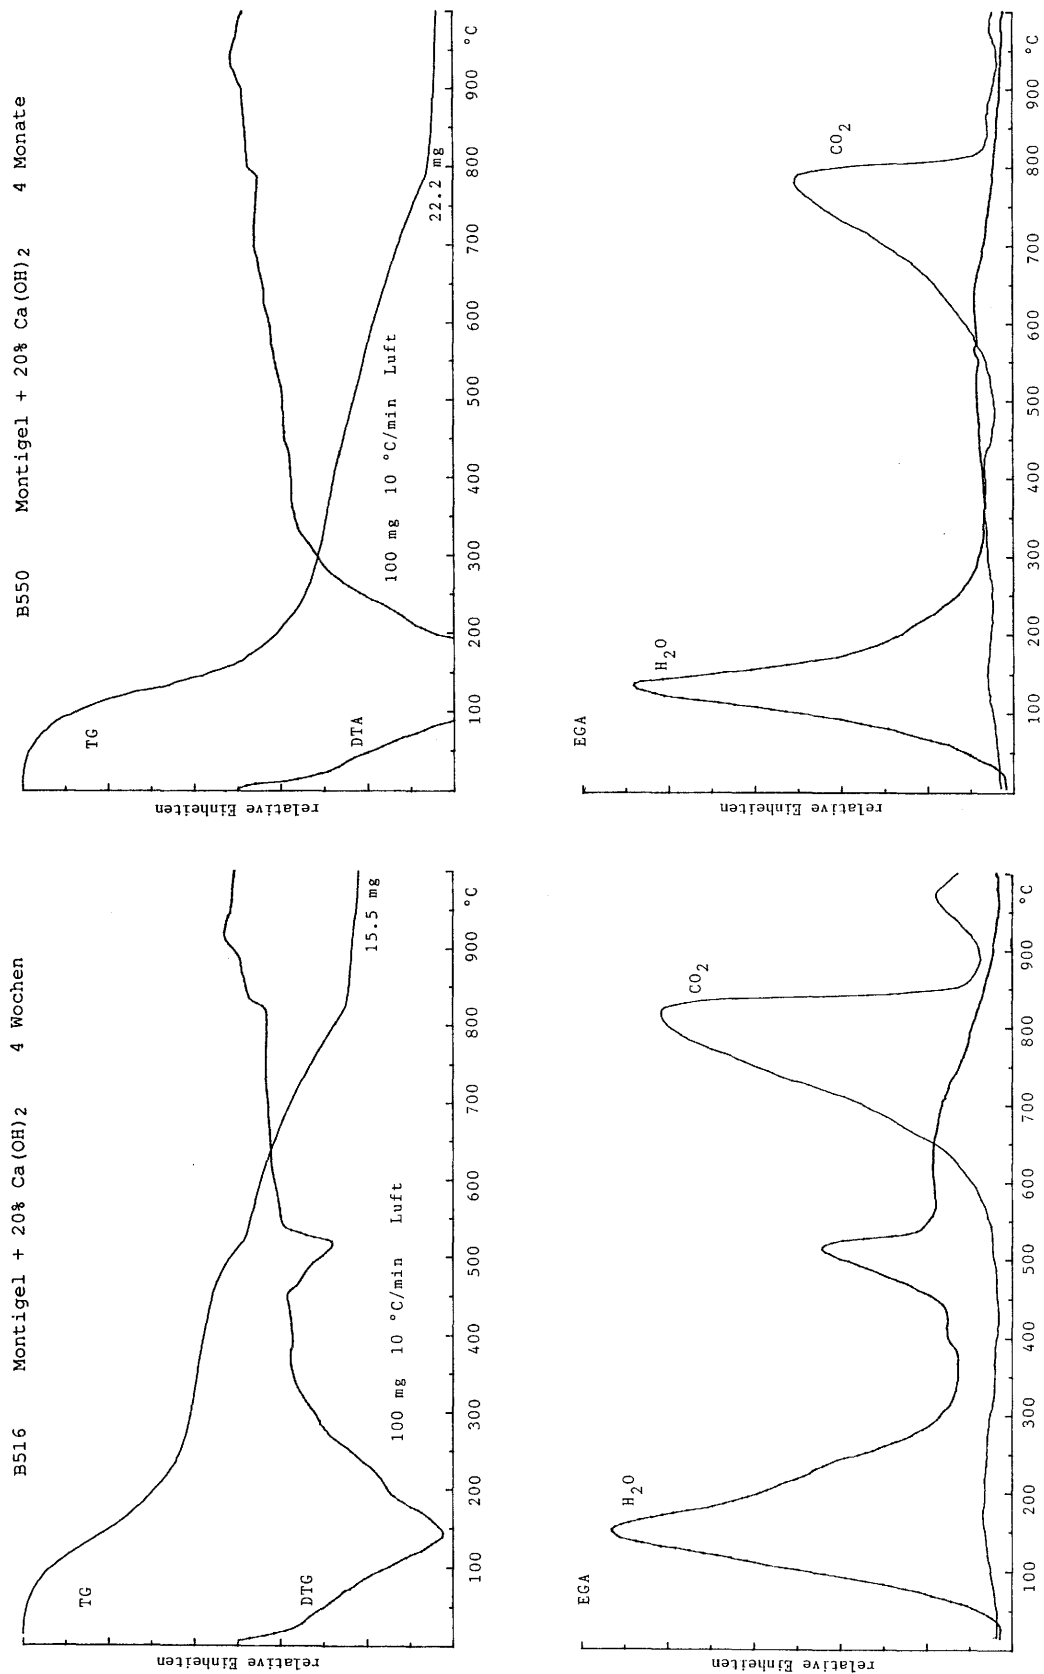 B516 Montigel + 20% Ca(OH)2 4 Wochen
relative Einheiten
TG
DTG
100 mg 10 °C/min Luft
15.5 mg
100 200 300 400 500 600 700 800 900 °C
EGA
relative Einheiten
H2O
CO2
100 200 300 400 500 600 700 800 900 °C
B550 Montigel + 20% Ca(OH)2 4 Monate
relative Einheiten
TG
DTA
100 mg 10 °C/min Luft
22.2 mg
100 200 300 400 500 600 700 800 900 °C
EGA
relative Einheiten
H2O
CO2
100 200 300 400 500 600 700 800 900 °C